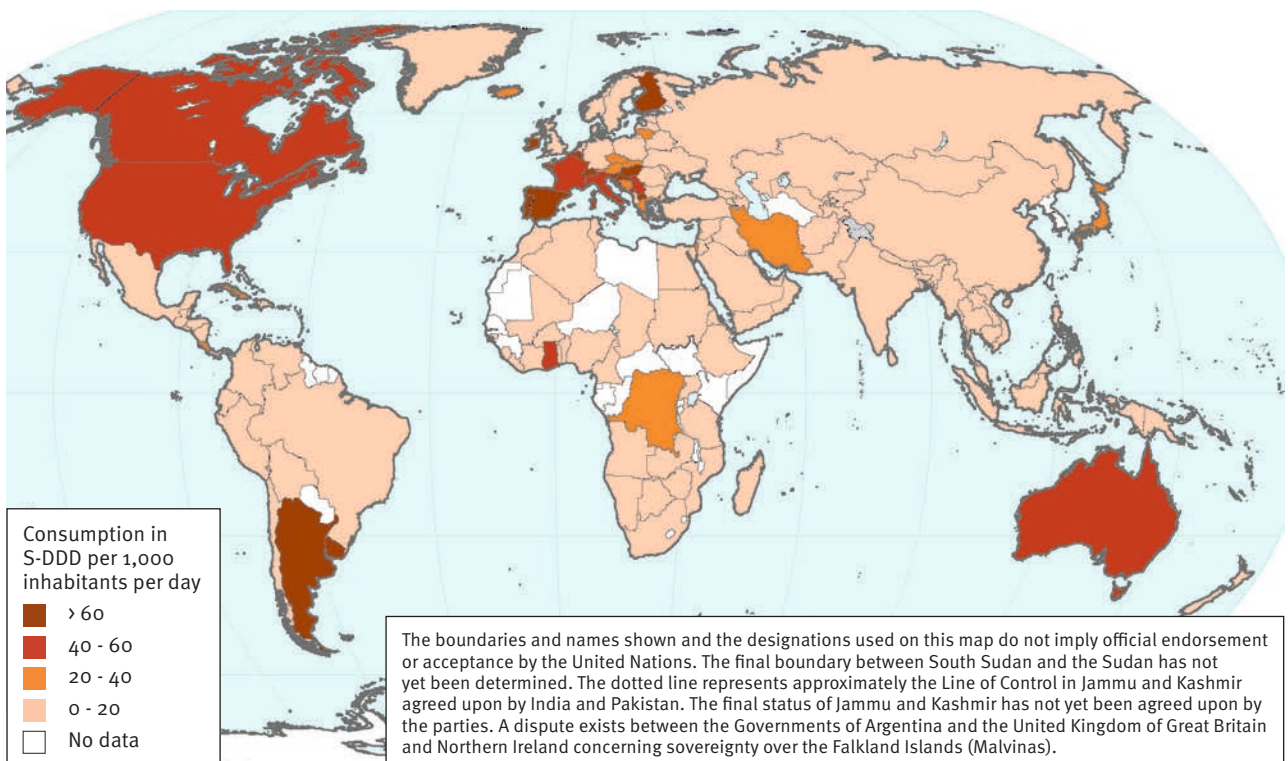 Consumption in
S-DDD per 1,000
inhabitants per day
› 60
40 - 60
20 - 40
0 - 20
No data
The boundaries and names shown and the designations used on this map do not imply official endorsement
or acceptance by the United Nations. The final boundary between South Sudan and the Sudan has not
yet been determined. The dotted line represents approximately the Line of Control in Jammu and Kashmir
agreed upon by India and Pakistan. The final status of Jammu and Kashmir has not yet been agreed upon by
the parties. A dispute exists between the Governments of Argentina and the United Kingdom of Great Britain
and Northern Ireland concerning sovereignty over the Falkland Islands (Malvinas).